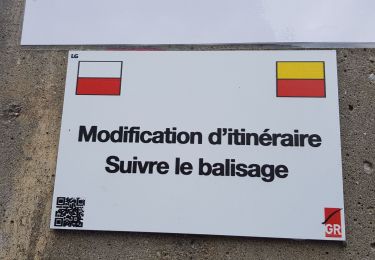 LG
Modification d'itinéraire
Suivre le balisage
GR